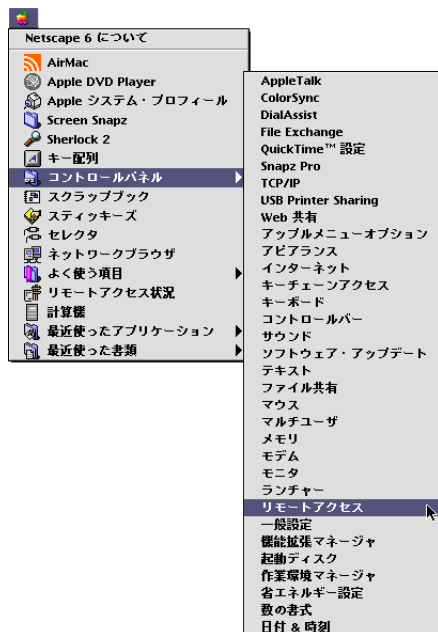 Netscape 6 について
AirMac
Apple DVD Player
Apple システム・プロフィール
Screen Snapz
Sherlock 2
キー配列
コントロールパネル
スクラップブック
スティッキーズ
セレクタ
ネットワークブラウザ
よく使う項目
リモートアクセス状況
計算機
最近使ったアプリケーション
最近使った書類
AppleTalk
ColorSync
DialAssist
File Exchange
QuickTime™ 設定
Snapz Pro
TCP/IP
USB Printer Sharing
Web 共有
アップルメニューオプション
アピアランス
インターネット
キーチェーンアクセス
キーボード
コントロールバー
サウンド
ソフトウェア・アップデート
テキスト
ファイル共有
マウス
マルチユーザ
メモリ
モデム
モニタ
ランチャー
リモートアクセス
一般設定
機能拡張マネージャ
起動ディスク
作業環境マネージャ
省エネルギー設定
数の書式
日付 & 時刻